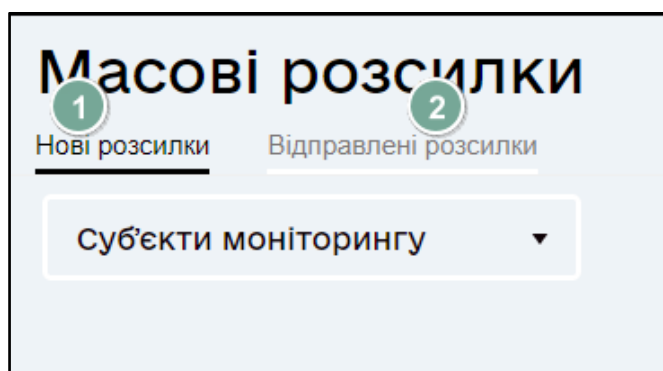 Масові розсилки
1 2
Нові розсилки Відправлені розсилки
Суб'єкти моніторингу